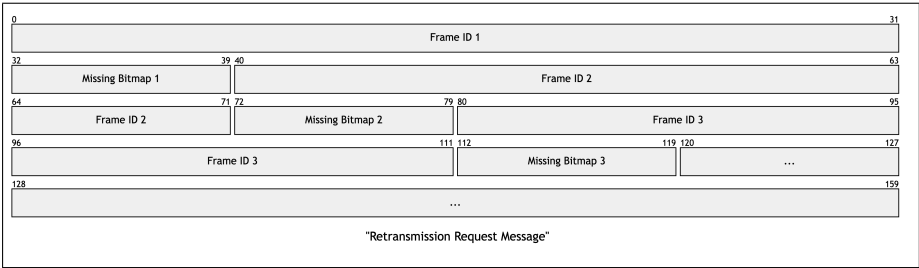 0 31
Frame ID 1
32 39 40 63
Missing Bitmap 1 Frame ID 2
64 71 72 79 80 95
Frame ID 2 Missing Bitmap 2 Frame ID 3
96 111 112 119 120 127
Frame ID 3 Missing Bitmap 3 ...
128 159
...
"Retransmission Request Message"